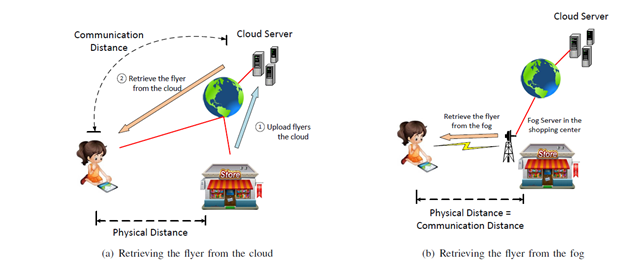 Communication
Distance
Cloud Server
② Retrieve the flyer
from the cloud
① Upload flyers
the cloud
Store
Physical Distance
(a) Retrieving the flyer from the cloud
Cloud Server
Retrieve the flyer
from the fog
Fog Server in the
shopping center
Store
Physical Distance =
Communication Distance
(b) Retrieving the flyer from the fog